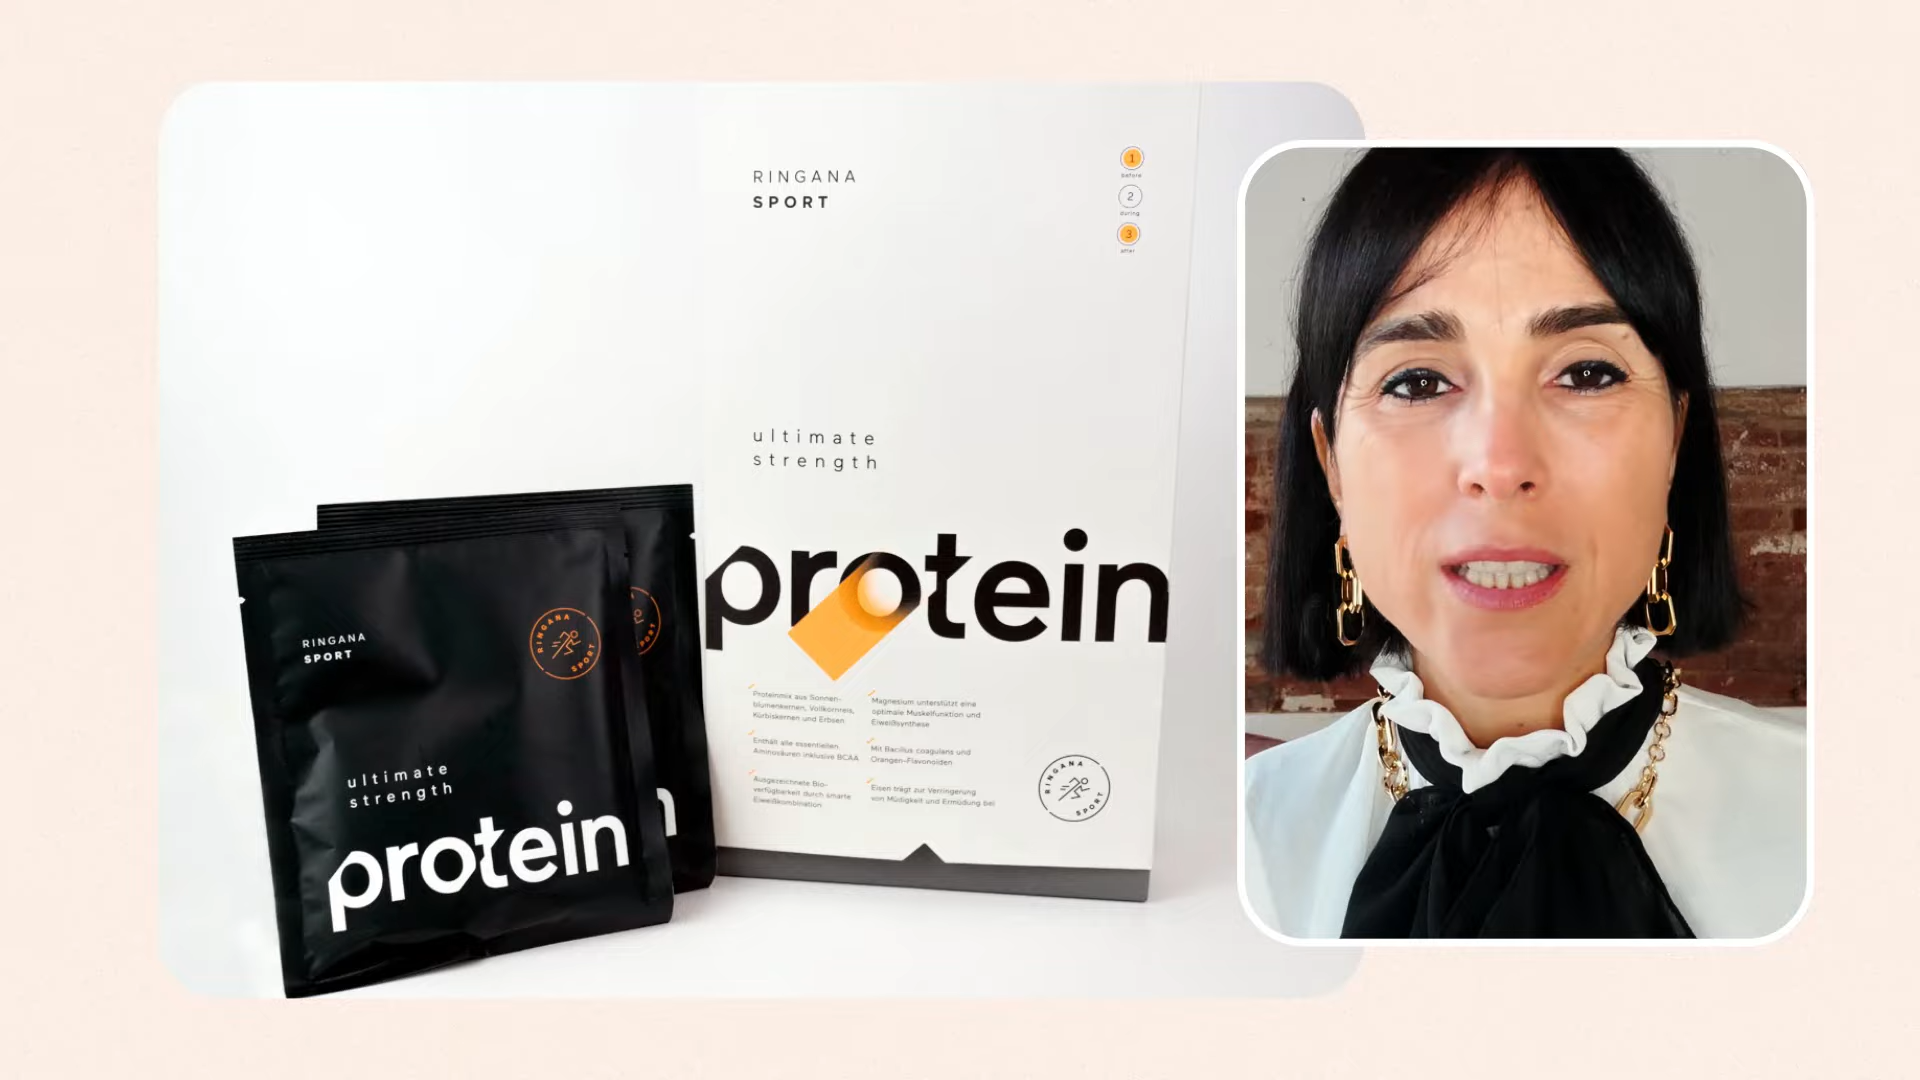 RINGANA
SPORT
1
before
2
during
3
after
ultimate
strength
protein
Proteinmix aus Sonnen-
blumenkernen, Vollkornreis,
Kürbiskernen und Erbsen
Enthält alle essentiellen
Aminosäuren inklusive BCAA
Ausgezeichnete Bio-
verfügbarkeit durch smarte
Eiweißkombination
Magnesium unterstützt eine
optimale Muskelfunktion und
Eiweißsynthese
Mit Bacillus coagulans und
Orangen-Flavonoiden
Eisen trägt zur Verringerung
von Müdigkeit und Ermüdung bei
RINGANA
SPORT
RINGANA
SPORT
RINGANA
SPORT
ultimate
strength
protein
SPORT
n